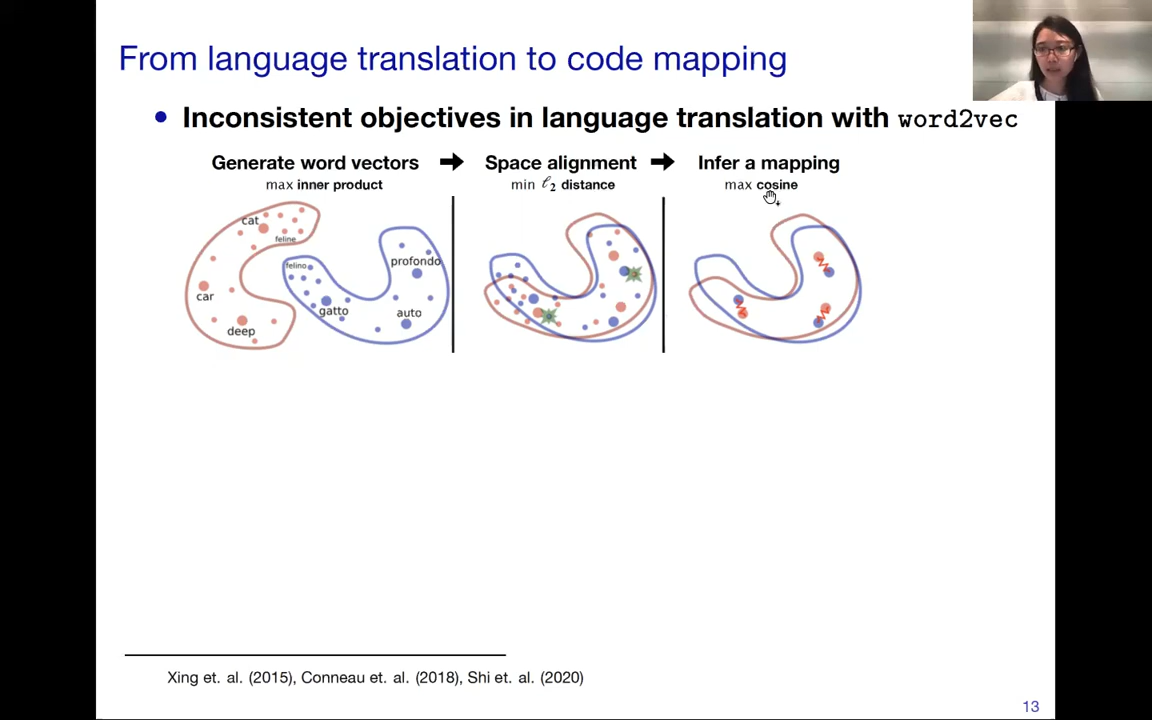 From language translation to code mapping
• Inconsistent objectives in language translation with word2vec
Generate word vectors → Space alignment → Infer a mapping
max inner product min ℓ2 distance max cosine
cat
feline
car
deep
felino
gatto
profondo
auto
Xing et. al. (2015), Conneau et. al. (2018), Shi et. al. (2020)
13